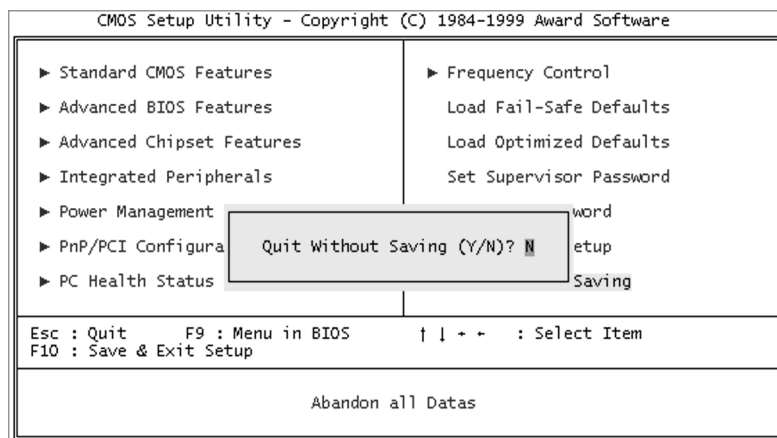 CMOS Setup Utility - Copyright (C) 1984-1999 Award Software
▶ Standard CMOS Features
▶ Advanced BIOS Features
▶ Advanced Chipset Features
▶ Integrated Peripherals
▶ Power Management
▶ PnP/PCI Configura
▶ PC Health Status
▶ Frequency Control
Load Fail-Safe Defaults
Load Optimized Defaults
Set Supervisor Password
word
etup
Saving
Quit Without Saving (Y/N)? N
Esc : Quit F9 : Menu in BIOS ↑ ↓ + ← : Select Item
F10 : Save & Exit Setup
Abandon all Datas